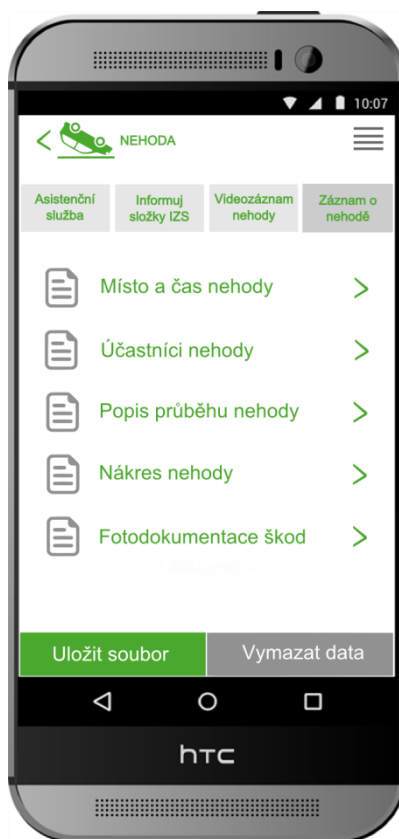 10:07
< NEHODA
Asistenční
služba
Informuj
složky IZS
Videozáznam
nehody
Záznam o
nehodě
Místo a čas nehody >
Účastníci nehody >
Popis průběhu nehody >
Nákres nehody >
Fotodokumentace škod >
Uložit soubor
Vymazat data
hTC